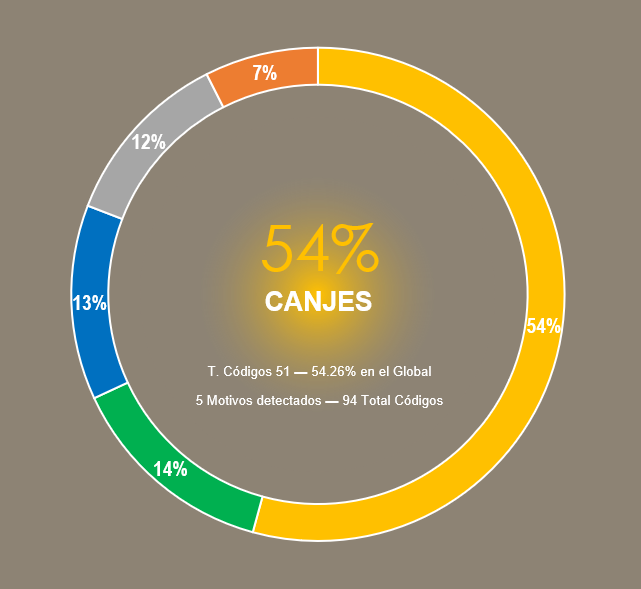 7%
12%
54%
CANJES
13%
54%
T. Códigos 51 — 54.26% en el Global
5 Motivos detectados — 94 Total Códigos
14%